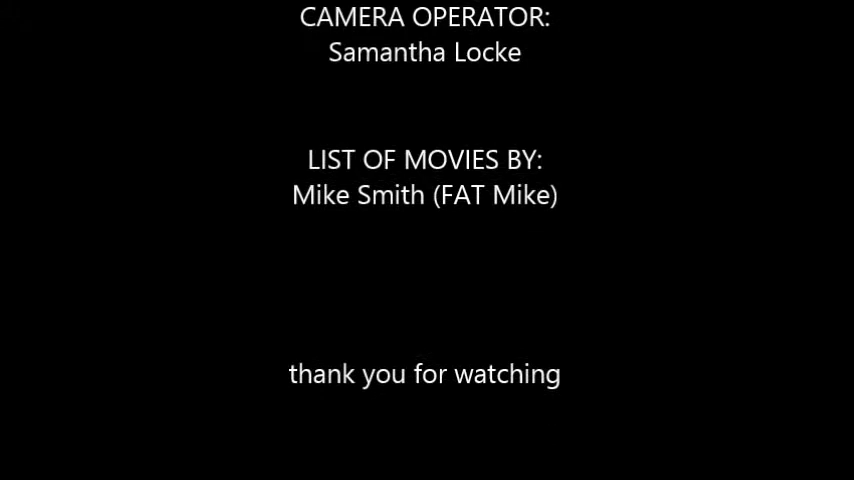 CAMERA OPERATOR:
Samantha Locke
LIST OF MOVIES BY:
Mike Smith (FAT Mike)
thank you for watching